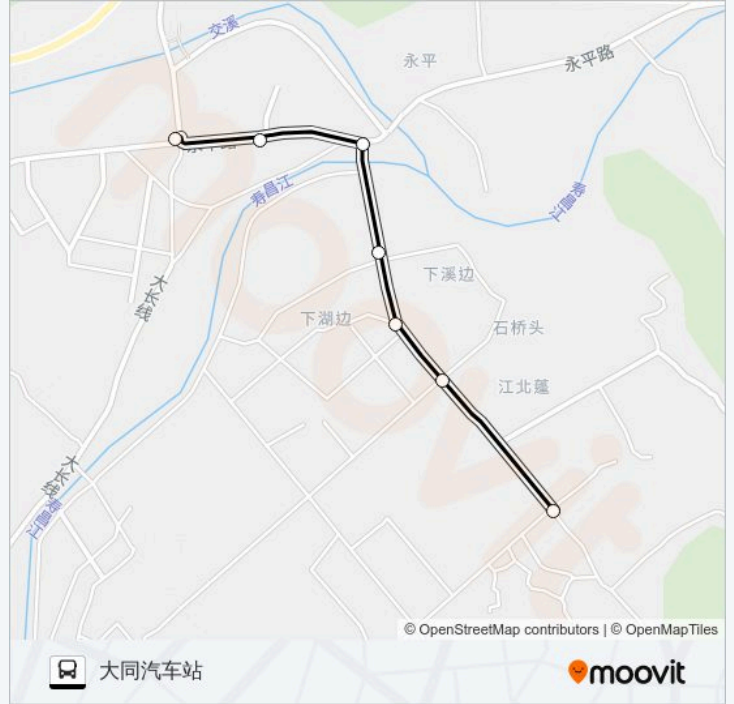 交溪
永平
永平路
寿昌江
寿昌江
大长线
下溪边
下湖边
石桥头
江北蓬
大长线
寿昌江
© OpenStreetMap contributors | © OpenMapTiles
大同汽车站
moovit
moovit